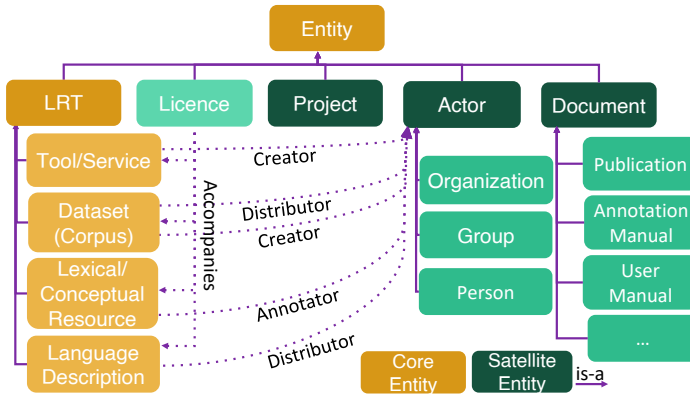 Entity
LRT
Licence
Project
Actor
Document
Tool/Service
Dataset
(Corpus)
Lexical/
Conceptual
Resource
Language
Description
Accompanies
Creator
Distributor
Creator
Annotator
Distributor
Organization
Group
Person
Publication
Annotation
Manual
User
Manual
...
Core
Entity
Satellite
Entity
is-a